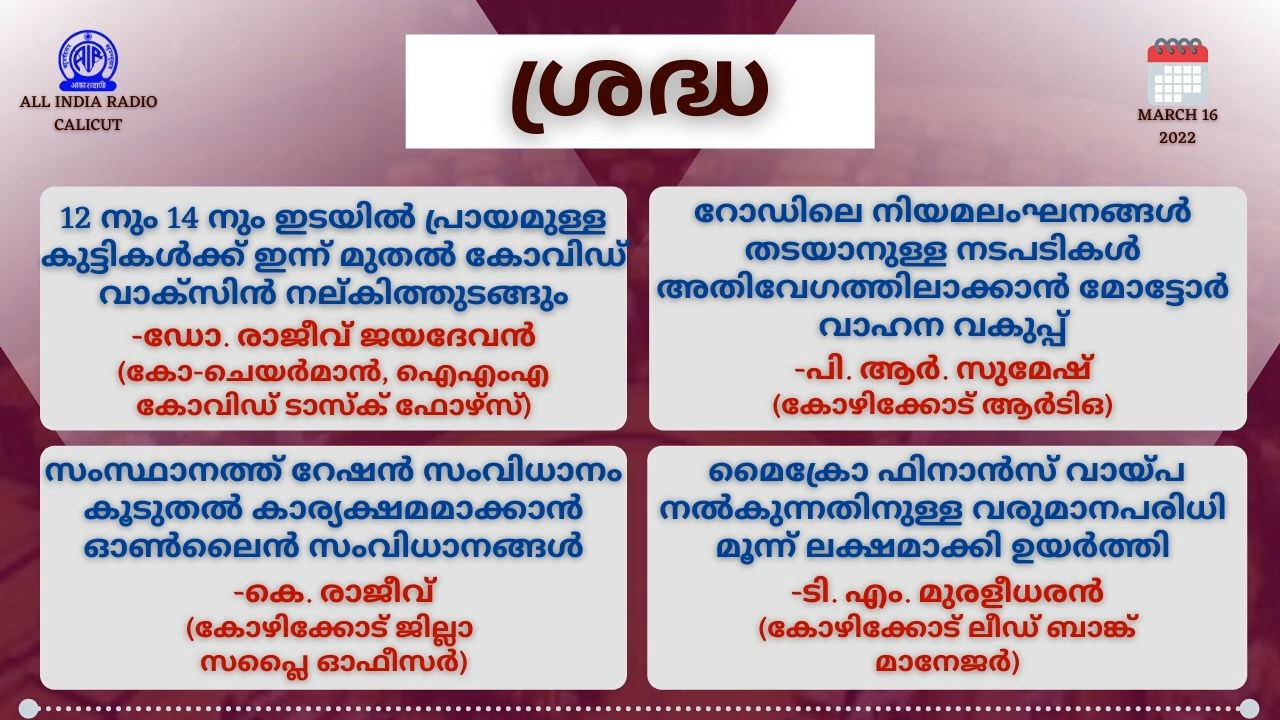 आकाशवाणी
ALL INDIA RADIO
CALICUT
ശ്രദ്ധ
MARCH 16
2022
12 നും 14 നും ഇടയിൽ പ്രായമുള്ള
കുട്ടികൾക്ക് ഇന്ന് മുതൽ കോവിഡ്
വാക്സിൻ നല്കിത്തുടങ്ങും
-ഡോ. രാജീവ് ജയദേവൻ
(കോ-ചെയർമാൻ, ഐഎംഎ
കോവിഡ് ടാസ്ക് ഫോഴ്സ്)
റോഡിലെ നിയമലംഘനങ്ങൾ
തടയാനുള്ള നടപടികൾ
അതിവേഗത്തിലാക്കാൻ മോട്ടോർ
വാഹന വകുപ്പ്
-പി. ആർ. സുമേഷ്
(കോഴിക്കോട് ആർടിഒ)
സംസ്ഥാനത്ത് റേഷൻ സംവിധാനം
കൂടുതൽ കാര്യക്ഷമമാക്കാൻ
ഓൺലൈൻ സംവിധാനങ്ങൾ
-കെ. രാജീവ്
(കോഴിക്കോട് ജില്ലാ
സപ്ലൈ ഓഫീസർ)
മൈക്രോ ഫിനാൻസ് വായ്പ
നൽകുന്നതിനുള്ള വരുമാനപരിധി
മൂന്ന് ലക്ഷമാക്കി ഉയർത്തി
-ടി. എം. മുരളീധരൻ
(കോഴിക്കോട് ലീഡ് ബാങ്ക്
മാനേജർ)